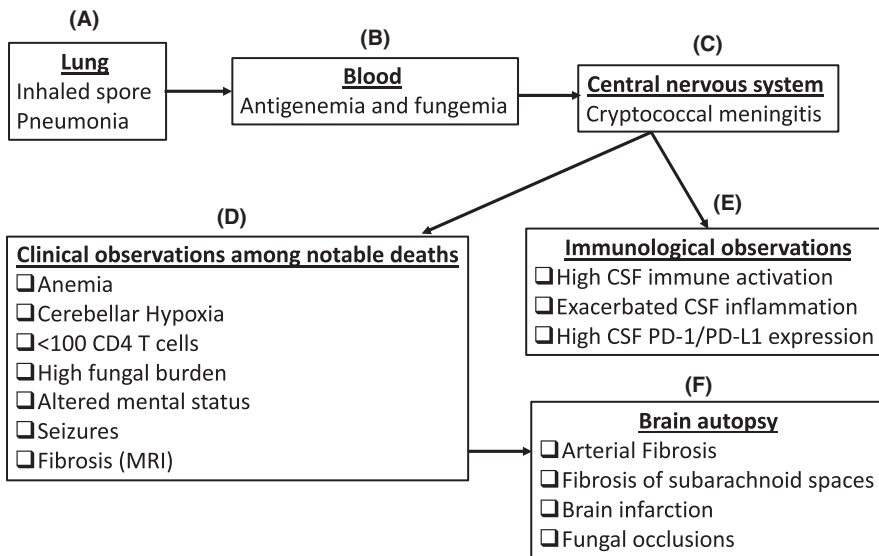 (A)
Lung
Inhaled spore
Pneumonia
(B)
Blood
Antigenemia and fungemia
(C)
Central nervous system
Cryptococcal meningitis
(D)
Clinical observations among notable deaths
❑Anemia
❑Cerebellar Hypoxia
❑<100 CD4 T cells
❑High fungal burden
❑Altered mental status
❑Seizures
❑Fibrosis (MRI)
(E)
Immunological observations
❑High CSF immune activation
❑Exacerbated CSF inflammation
❑High CSF PD-1/PD-L1 expression
(F)
Brain autopsy
❑Arterial Fibrosis
❑Fibrosis of subarachnoid spaces
❑Brain infarction
❑Fungal occlusions